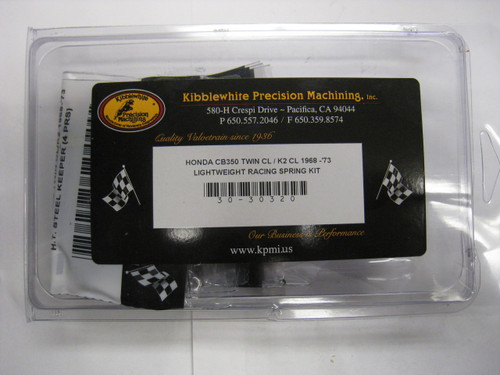 Kibblewhite
Precision
Machining
Kibblewhite Precision Machining, inc.
580-H Crespi Drive ~ Pacifica, CA 94044
P 650.557.2046 / F 650.359.8574
Quality Valvetrain since 1986
HONDA CB350 TWIN CL / K2 CL 1968 -'73
LIGHTWEIGHT RACING SPRING KIT
30-30320
Our Business is Performance
www.kpmi.us
H.T. STEEL KEEPER (4 PRS)